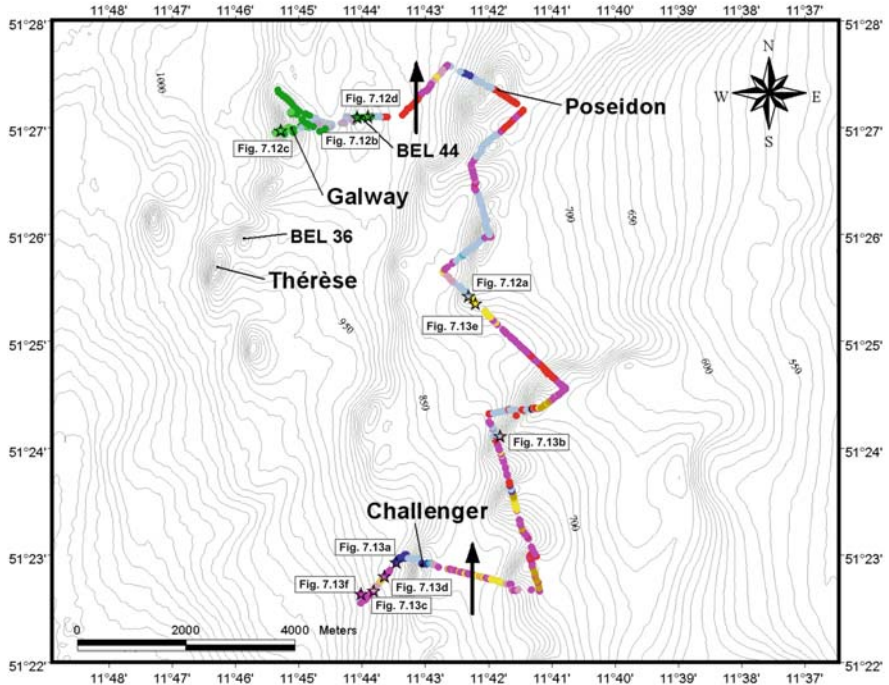 11°48' 11°47' 11°46' 11°45' 11°44' 11°43' 11°42' 11°41' 11°40' 11°39' 11°38' 11°37'
51°28' 51°28'
1000
N
W E
S
Fig. 7.12d
Poseidon
51°27' 51°27'
Fig. 7.12c
Fig. 7.12b
BEL 44
Galway
700
650
51°26' 51°26'
BEL 36
Thérèse
Fig. 7.12a
Fig. 7.13e
950
51°25' 51°25'
600
550
850
51°24' 51°24'
Fig. 7.13b
Challenger
700
51°23' 51°23'
Fig. 7.13a
Fig. 7.13f
Fig. 7.13d
Fig. 7.13c
0 2000 4000 Meters
51°22' 51°22'
11°48' 11°47' 11°46' 11°45' 11°44' 11°43' 11°42' 11°41' 11°40' 11°39' 11°38' 11°37'